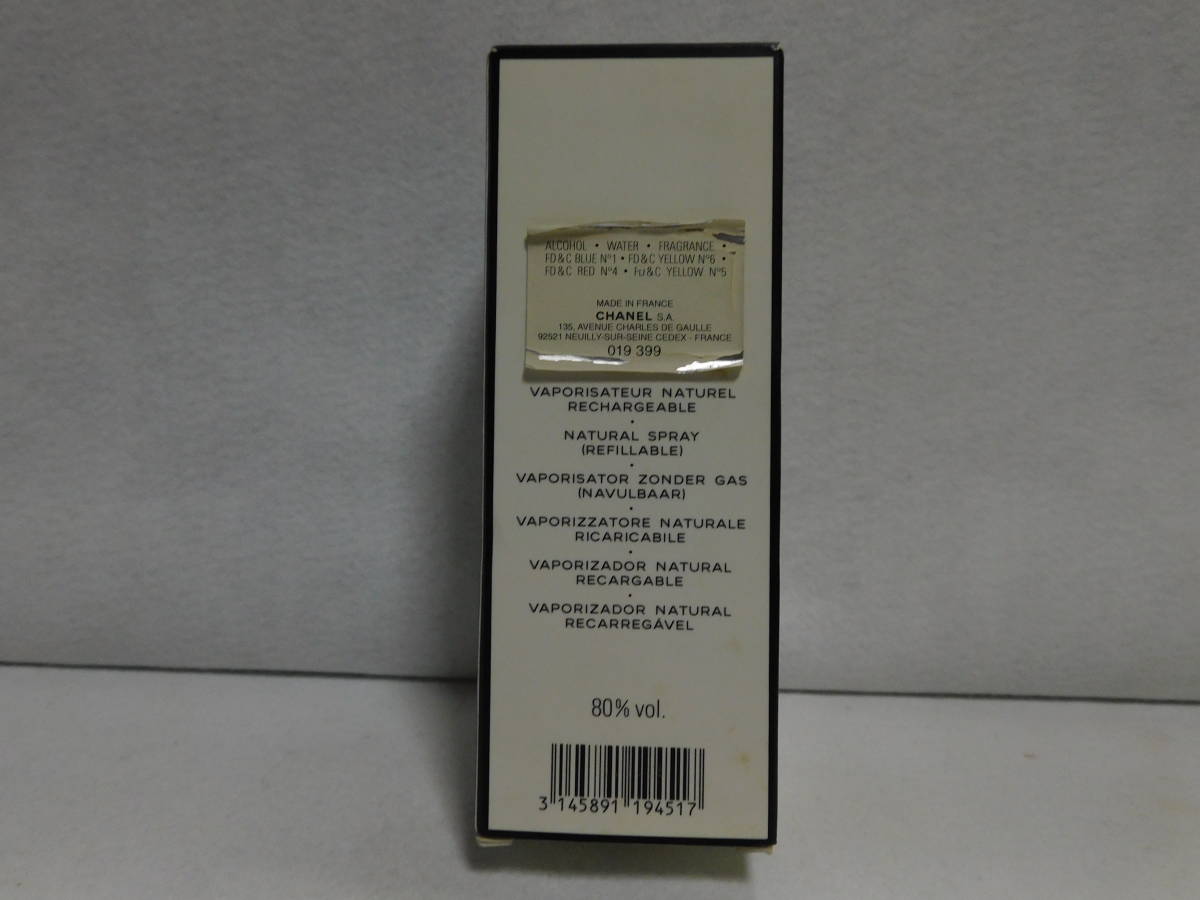 ALCOHOL • WATER • FRAGRANCE •
FD&C BLUE N°1 • FD&C YELLOW N°6 •
FD&C RED N°4 • FD&C YELLOW N°5
MADE IN FRANCE
CHANEL S.A.
135, AVENUE CHARLES DE GAULLE
92521 NEUILLY-SUR-SEINE CEDEX - FRANCE
019 399
VAPORISATEUR NATUREL
RECHARGEABLE
•
NATURAL SPRAY
(REFILLABLE)
•
VAPORISATOR ZONDER GAS
(NAVULBAAR)
•
VAPORIZZATORE NATURALE
RICARICABILE
•
VAPORIZADOR NATURAL
RECARGABLE
•
VAPORIZADOR NATURAL
RECARREGÁVEL
80% vol.
3 145891 194517